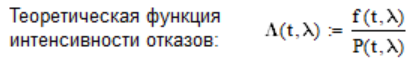 Теоретическая функция
интенсивности отказов:
Λ(t,λ) := f(t,λ) / P(t,λ)